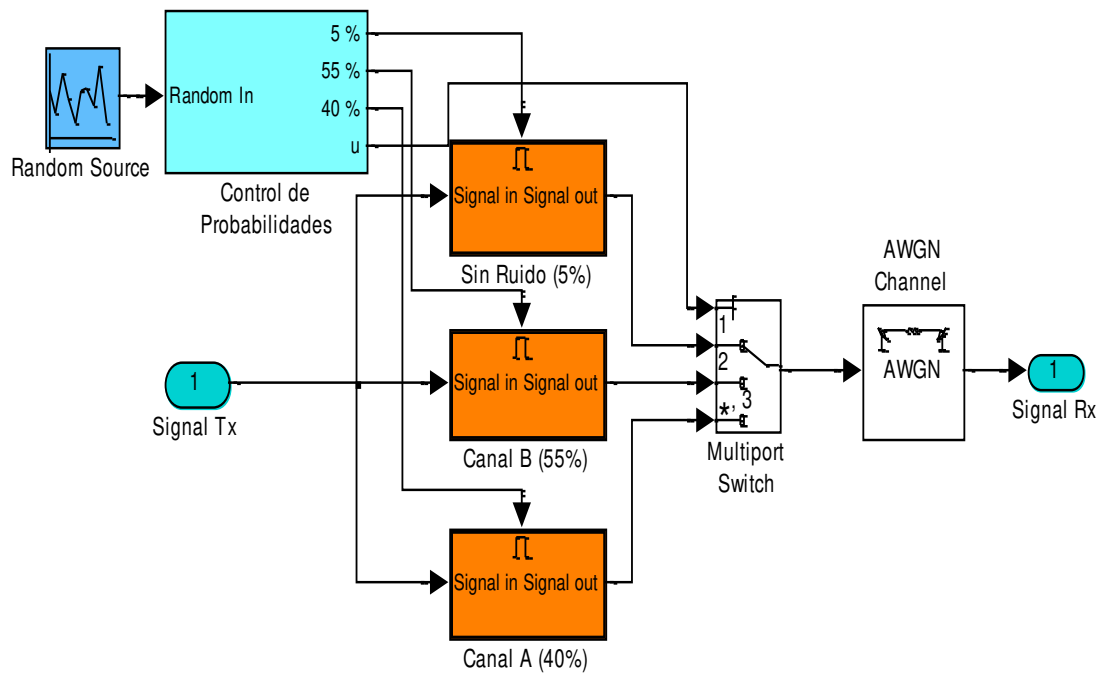 5 %
55 %
40 %
u
Random In
Random Source
Control de
Probabilidades
Signal in Signal out
Sin Ruido (5%)
1
Signal Tx
Signal in Signal out
Canal B (55%)
Signal in Signal out
Canal A (40%)
1
2
*, 3
Multiport
Switch
AWGN
Channel
AWGN
1
Signal Rx